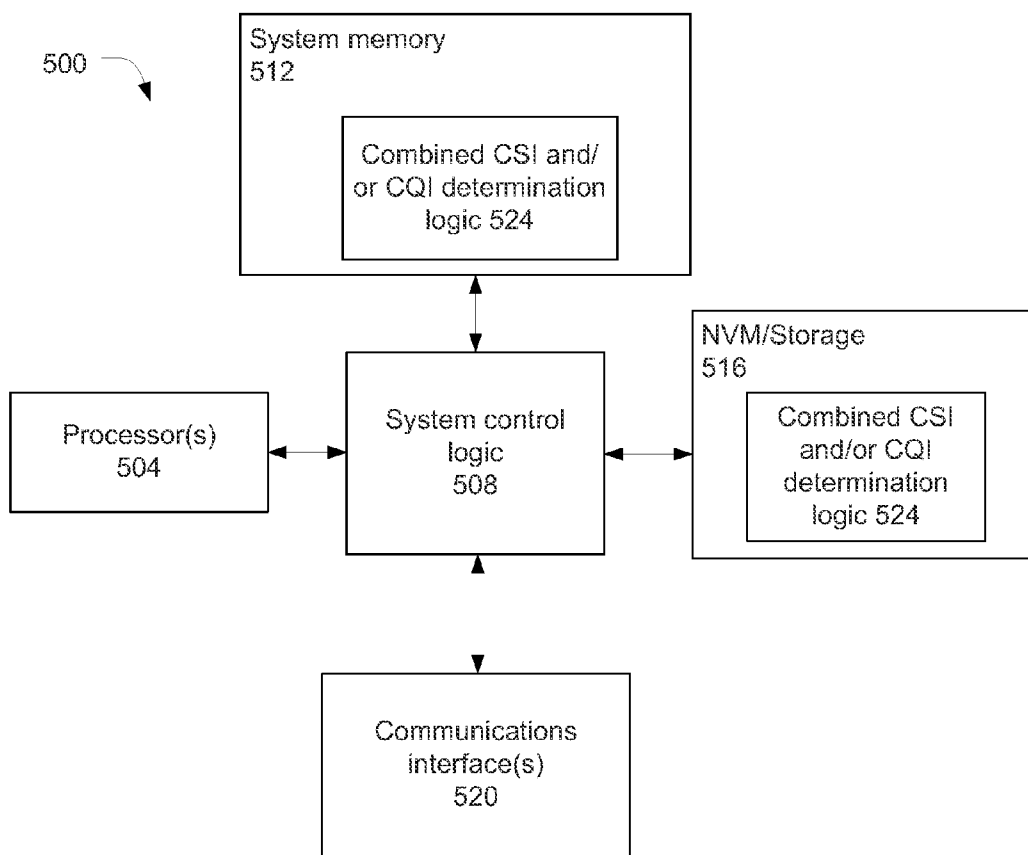 500
System memory
512
Combined CSI and/
or CQI determination
logic 524
NVM/Storage
516
Combined CSI
and/or CQI
determination
logic 524
Processor(s)
504
System control
logic
508
Communications
interface(s)
520